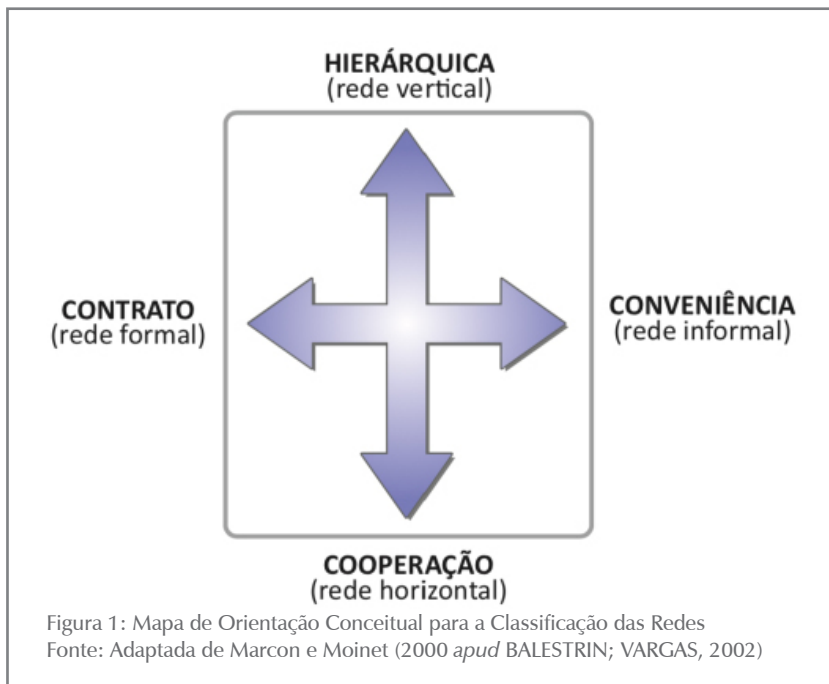 HIERÁRQUICA
(rede vertical)
CONTRATO
(rede formal)
CONVENIÊNCIA
(rede informal)
COOPERAÇÃO
(rede horizontal)
Figura 1: Mapa de Orientação Conceitual para a Classificação das Redes
Fonte: Adaptada de Marcon e Moinet (2000 apud BALESTRIN; VARGAS, 2002)